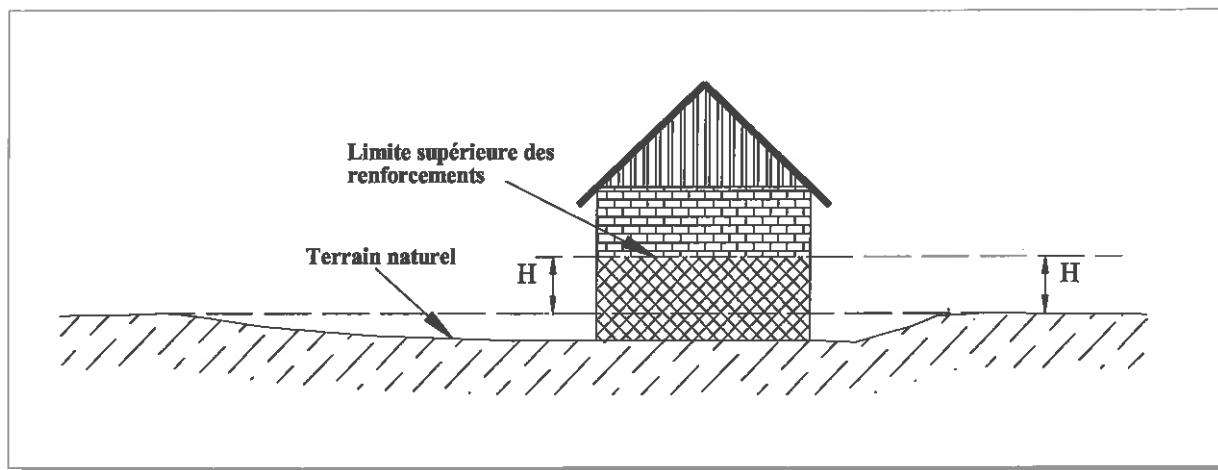 Limite supérieure des
renforcements
Terrain naturel
H
H